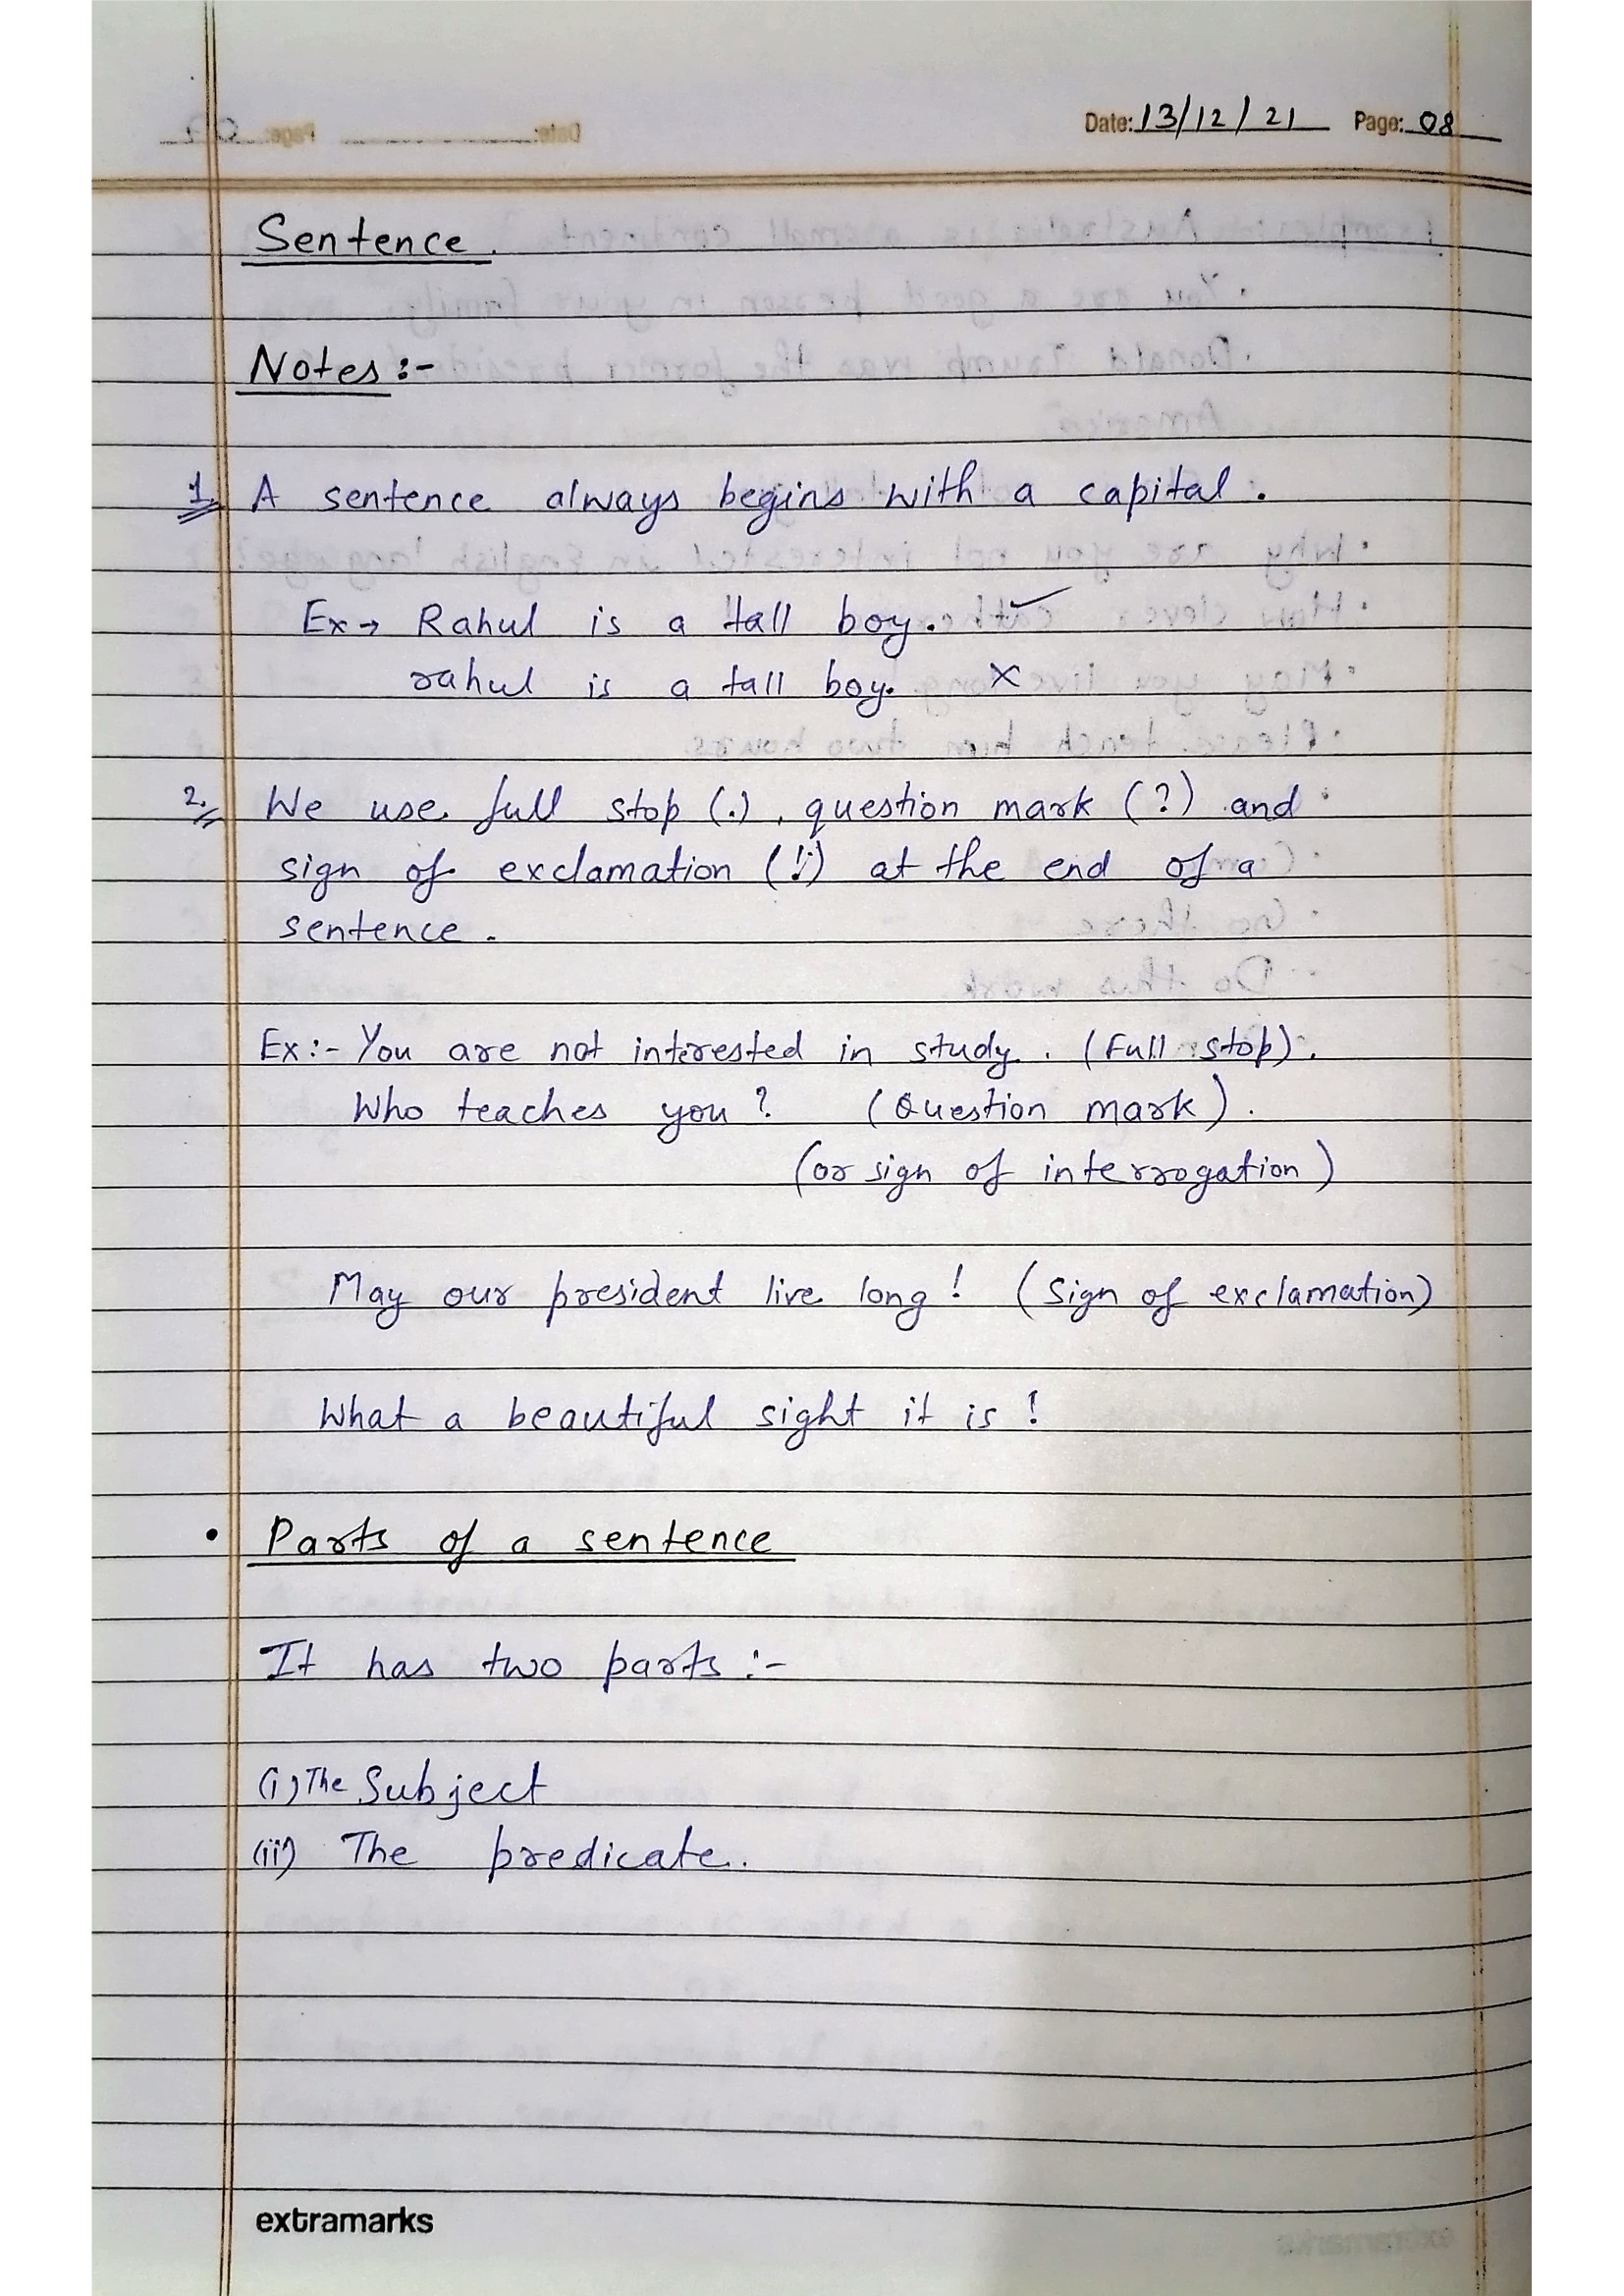 Date: 13/12/21 Page: 08
Sentence.
Notes :-
1. A sentence always begins with a capital.
Ex → Rahul is a tall boy. ✓
rahul is a tall boy. ×
2. We use full stop (.), question mark (?) and
sign of exclamation (!) at the end of a
sentence.
Ex :- You are not interested in study. (Full stop).
Who teaches you? (Question mark).
(or sign of interrogation)
May our president live long! (Sign of exclamation)
What a beautiful sight it is!
• Parts of a sentence
It has two parts :-
(i) The Subject
(ii) The predicate.
extramarks